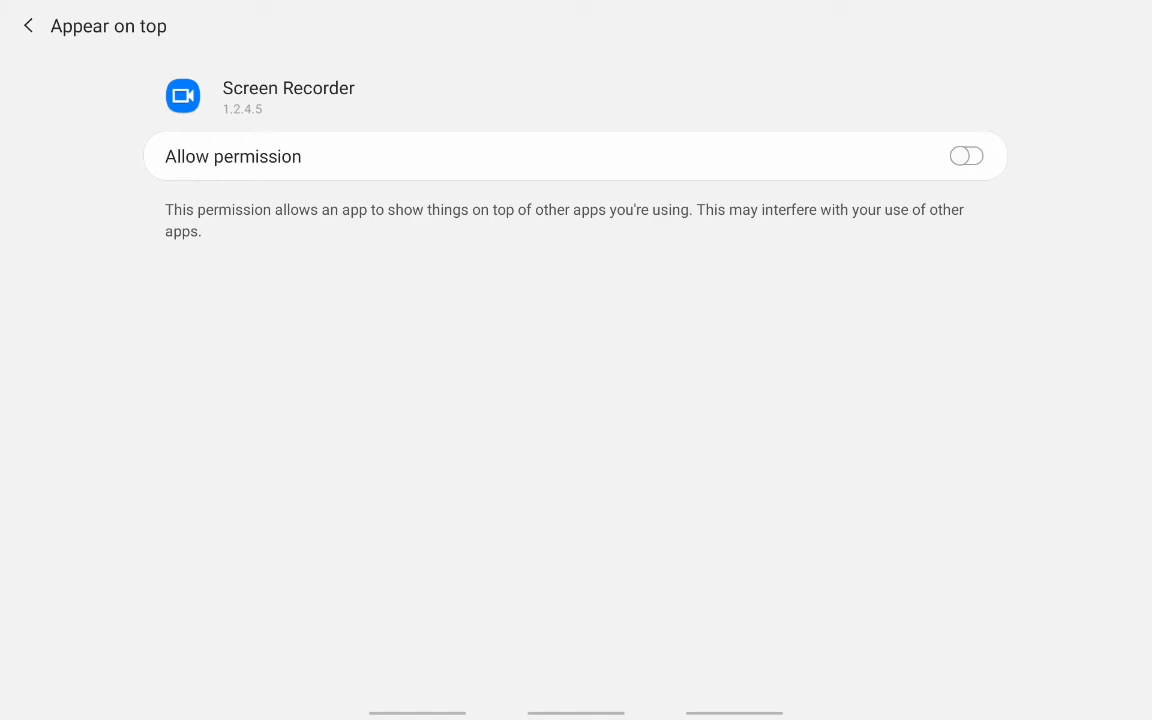 Appear on top
Screen Recorder
1.2.4.5
Allow permission
This permission allows an app to show things on top of other apps you're using. This may interfere with your use of other
apps.